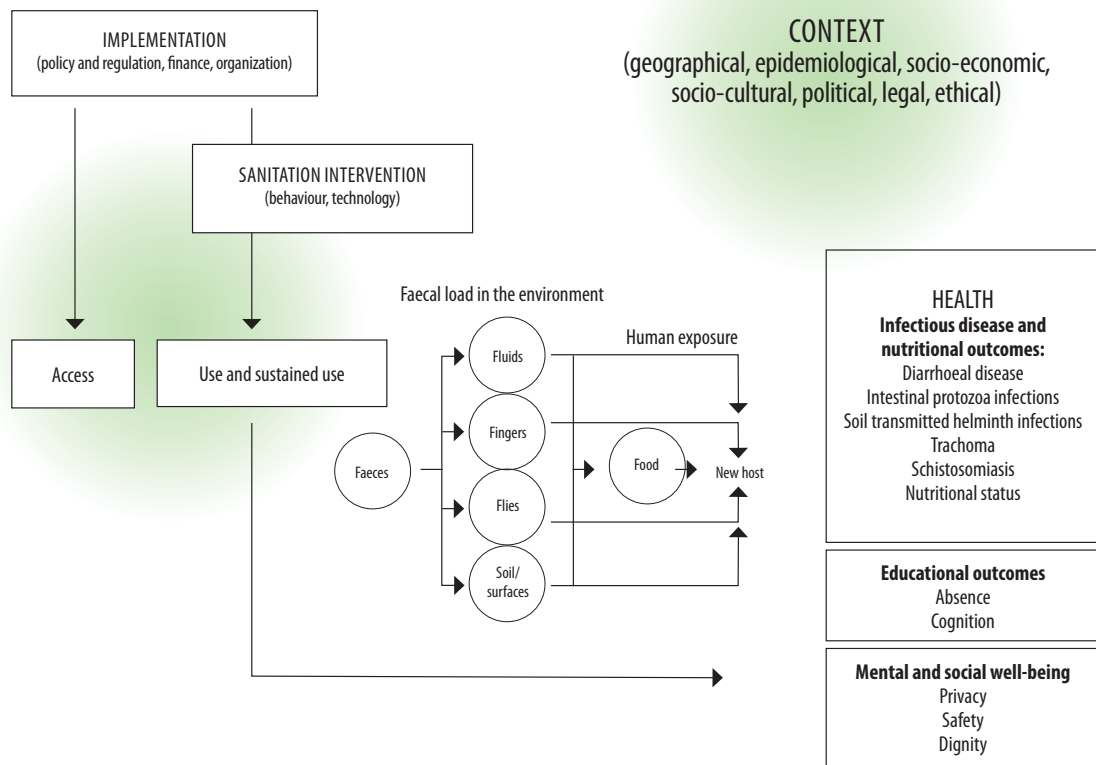 IMPLEMENTATION
(policy and regulation, finance, organization)
CONTEXT
(geographical, epidemiological, socio-economic,
socio-cultural, political, legal, ethical)
SANITATION INTERVENTION
(behaviour, technology)
Access
Use and sustained use
Faecal load in the environment
Human exposure
Faeces
Fluids
Fingers
Flies
Soil/
surfaces
Food
New host
HEALTH
Infectious disease and
nutritional outcomes:
Diarrhoeal disease
Intestinal protozoa infections
Soil transmitted helminth infections
Trachoma
Schistosomiasis
Nutritional status
Educational outcomes
Absence
Cognition
Mental and social well-being
Privacy
Safety
Dignity